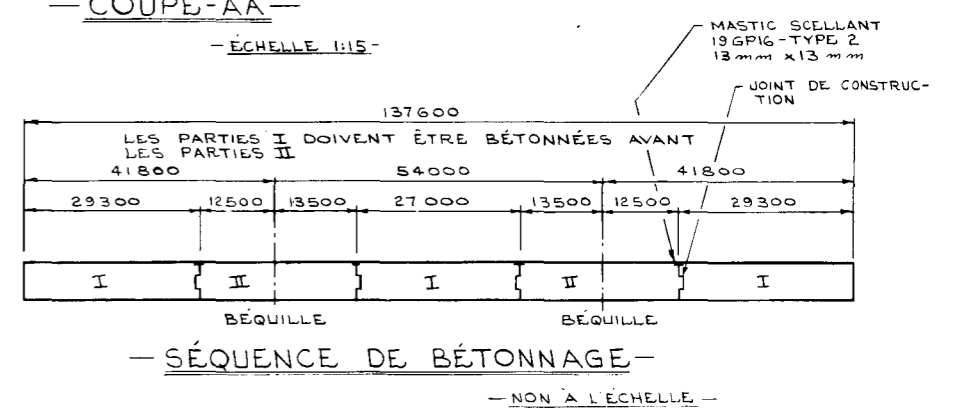 — COUPE-AA —
- ÉCHELLE 1:15 -
MASTIC SCELLANT
19 GP16 - TYPE 2
13 mm x 13 mm
JOINT DE CONSTRUC-
TION
137600
LES PARTIES I DOIVENT ÊTRE BÉTONNÉES AVANT
LES PARTIES II
41800 54000 41800
29300 12500 13500 27000 13500 12500 29300
I II I II I
BÉQUILLE BÉQUILLE
— SÉQUENCE DE BÉTONNAGE —
— NON À L'ÉCHELLE —